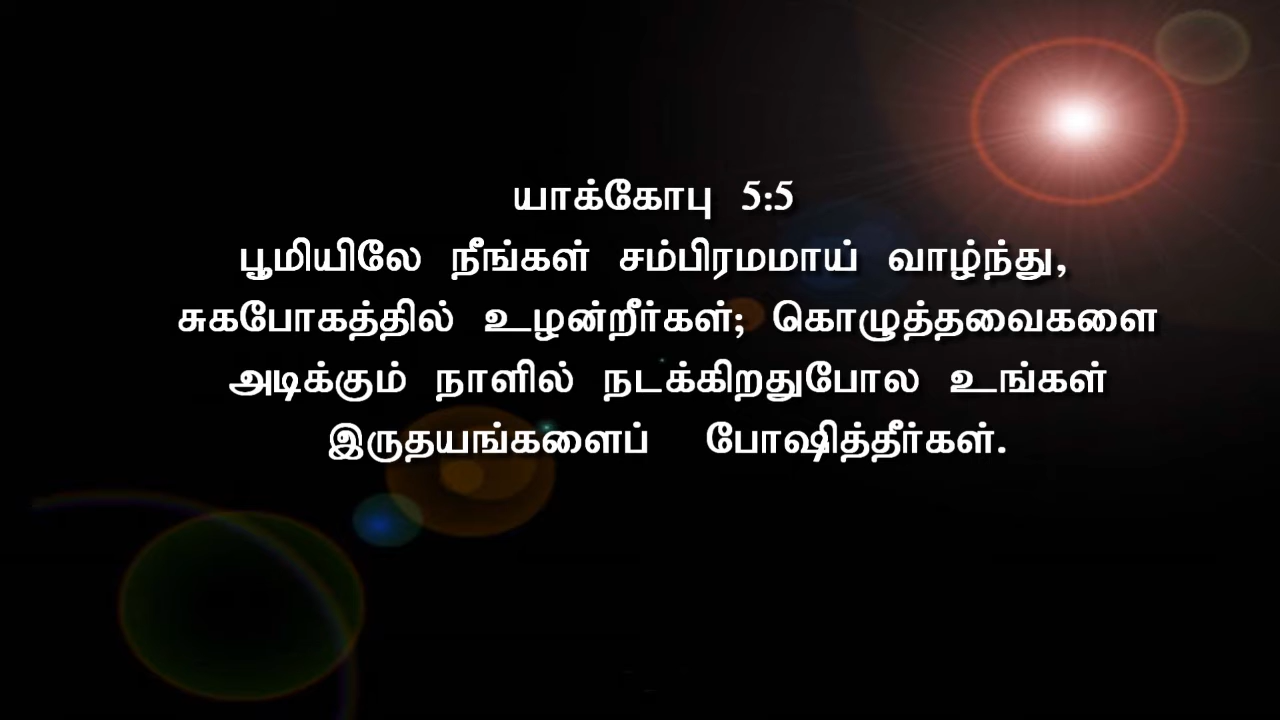 யாக்கோபு 5:5
பூமியிலே நீங்கள் சம்பிரமமாய் வாழ்ந்து,
சுகபோகத்தில் உழன்றீர்கள்; கொழுத்தவைகளை
அடிக்கும் நாளில் நடக்கிறதுபோல உங்கள்
இருதயங்களைப் போஷித்தீர்கள்.